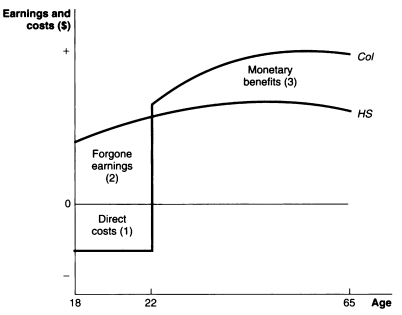 Earnings and
costs ($)
+
Col
Monetary
benefits (3)
HS
Forgone
earnings
(2)
0
Direct
costs (1)
–
18
22
65
Age